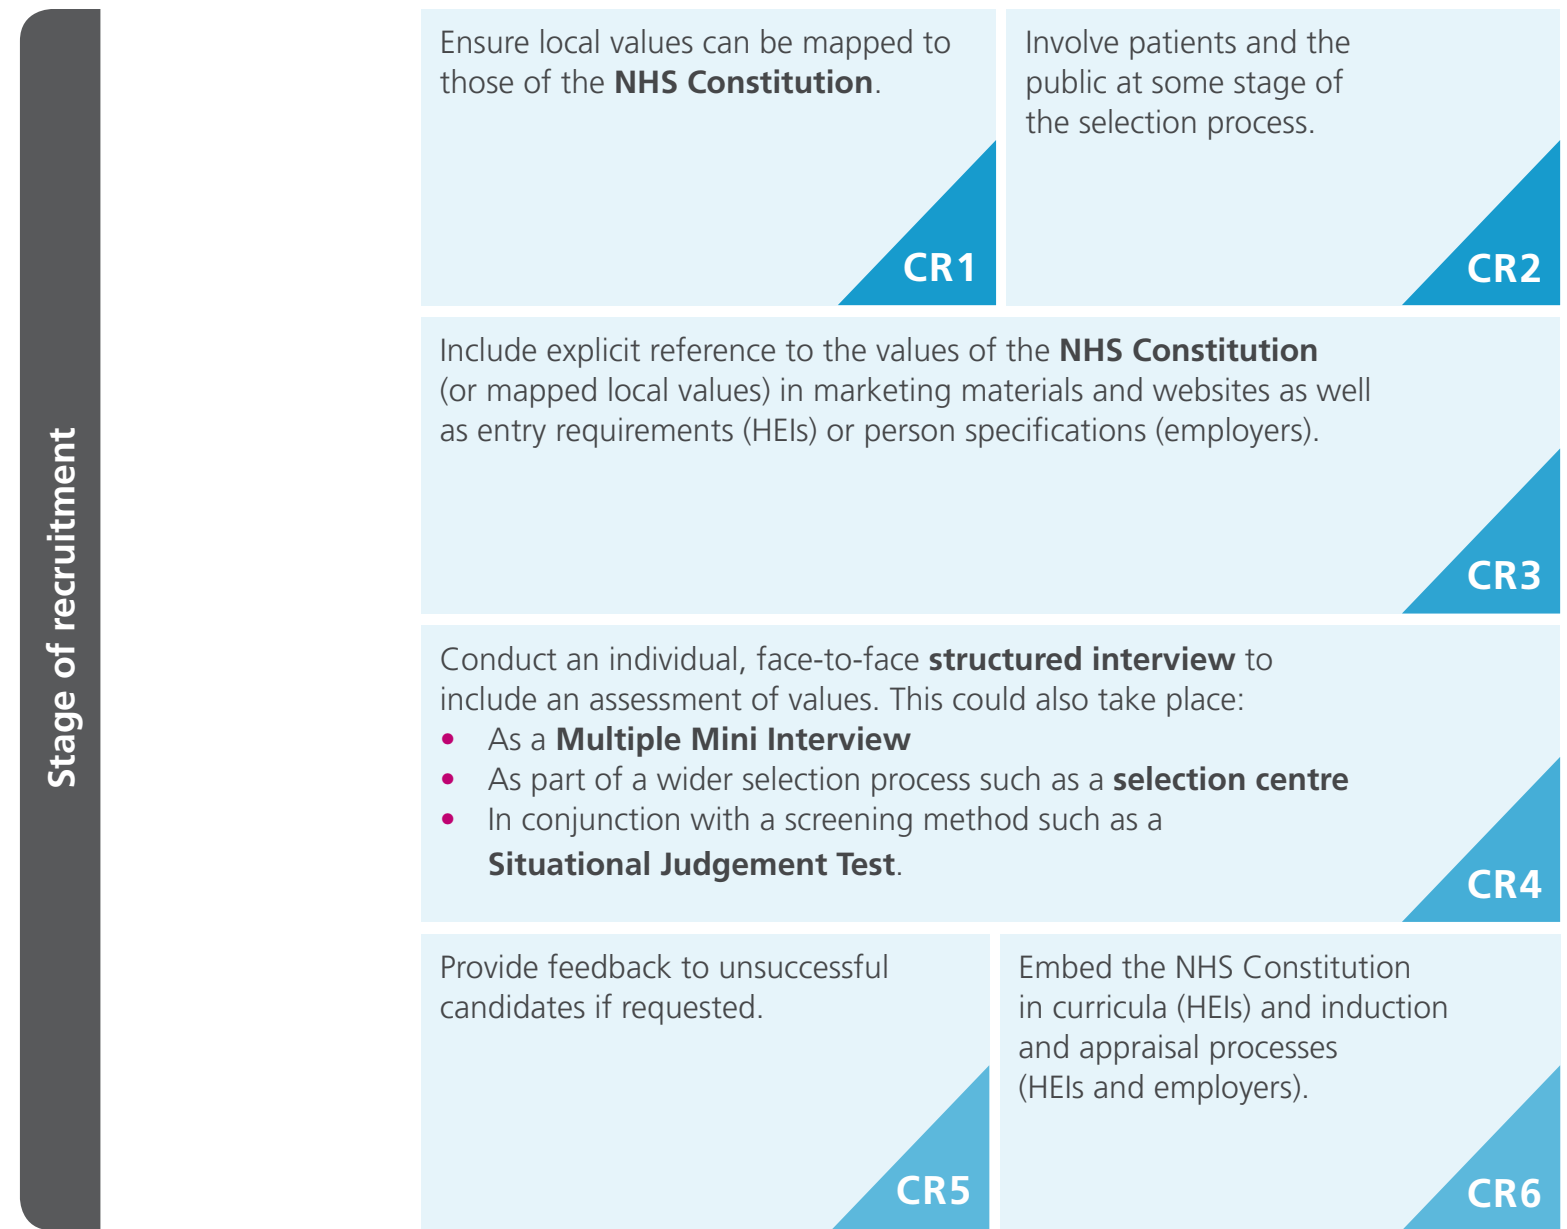 Stage of recruitment
Ensure local values can be mapped to
those of the NHS Constitution.
CR1
Involve patients and the
public at some stage of
the selection process.
CR2
Include explicit reference to the values of the NHS Constitution
(or mapped local values) in marketing materials and websites as well
as entry requirements (HEIs) or person specifications (employers).
CR3
Conduct an individual, face-to-face structured interview to
include an assessment of values. This could also take place:
• As a Multiple Mini Interview
• As part of a wider selection process such as a selection centre
• In conjunction with a screening method such as a
Situational Judgement Test.
CR4
Provide feedback to unsuccessful
candidates if requested.
CR5
Embed the NHS Constitution
in curricula (HEIs) and induction
and appraisal processes
(HEIs and employers).
CR6